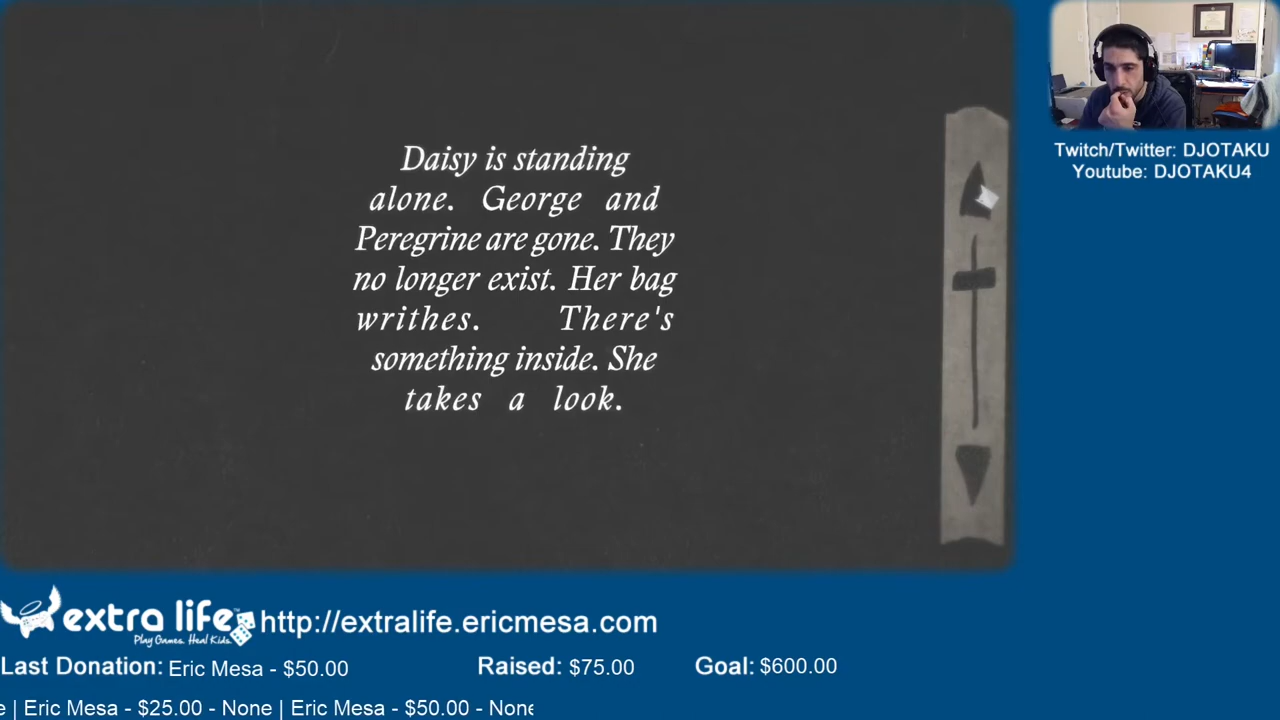 Daisy is standing
alone. George and
Peregrine are gone. They
no longer exist. Her bag
writhes. There's
something inside. She
takes a look.
Twitch/Twitter: DJOTAKU
Youtube: DJOTAKU4
extra life
Play Games. Heal Kids.
http://extralife.ericmesa.com
Last Donation: Eric Mesa - $50.00 Raised: $75.00 Goal: $600.00
e | Eric Mesa - $25.00 - None | Eric Mesa - $50.00 - None